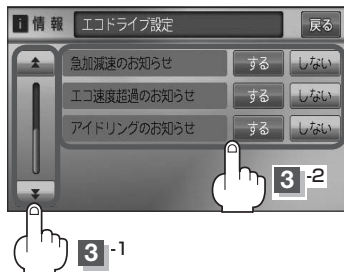 情報 エコドライブ設定 戻る
急加減速のお知らせ する しない
エコ速度超過のお知らせ する しない
アイドリングのお知らせ する しない
3-2
3-1